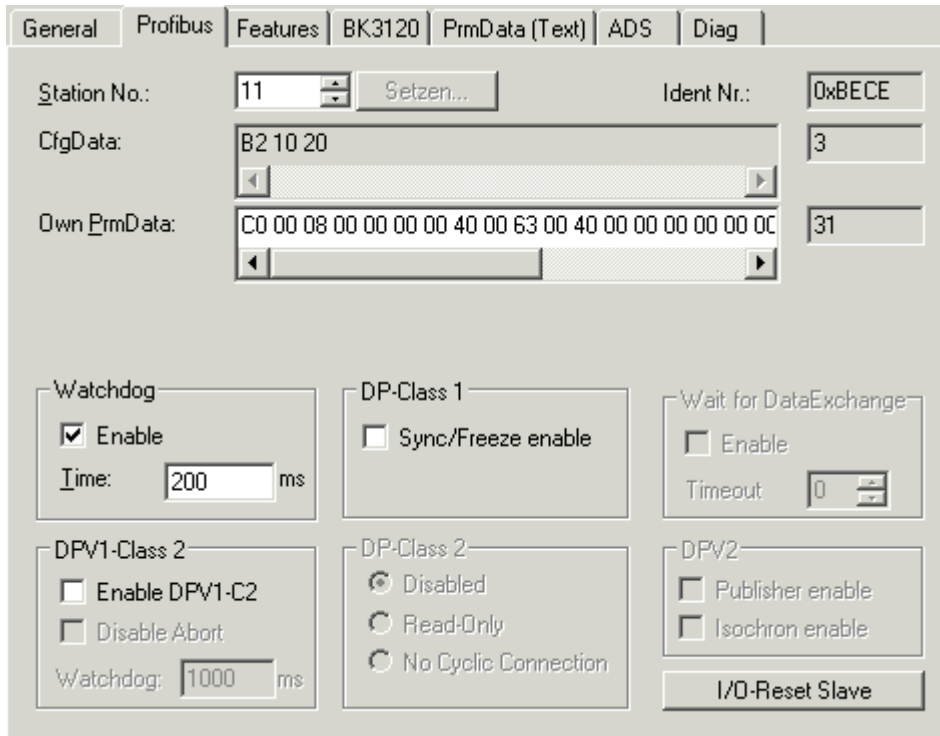 General Profibus Features BK3120 PrmData (Text) ADS Diag
Station No.: 11 Setzen... Ident Nr.: 0xBECE
CfgData: B2 10 20 3
Own PrmData: C0 00 08 00 00 00 00 40 00 63 00 40 00 00 00 00 00 00 31
Watchdog
Enable
Time: 200 ms
DP-Class 1
Sync/Freeze enable
Wait for DataExchange
Enable
Timeout 0
DPV1-Class 2
Enable DPV1-C2
Disable Abort
Watchdog: 1000 ms
DP-Class 2
Disabled
Read-Only
No Cyclic Connection
DPV2
Publisher enable
Isochron enable
I/O-Reset Slave